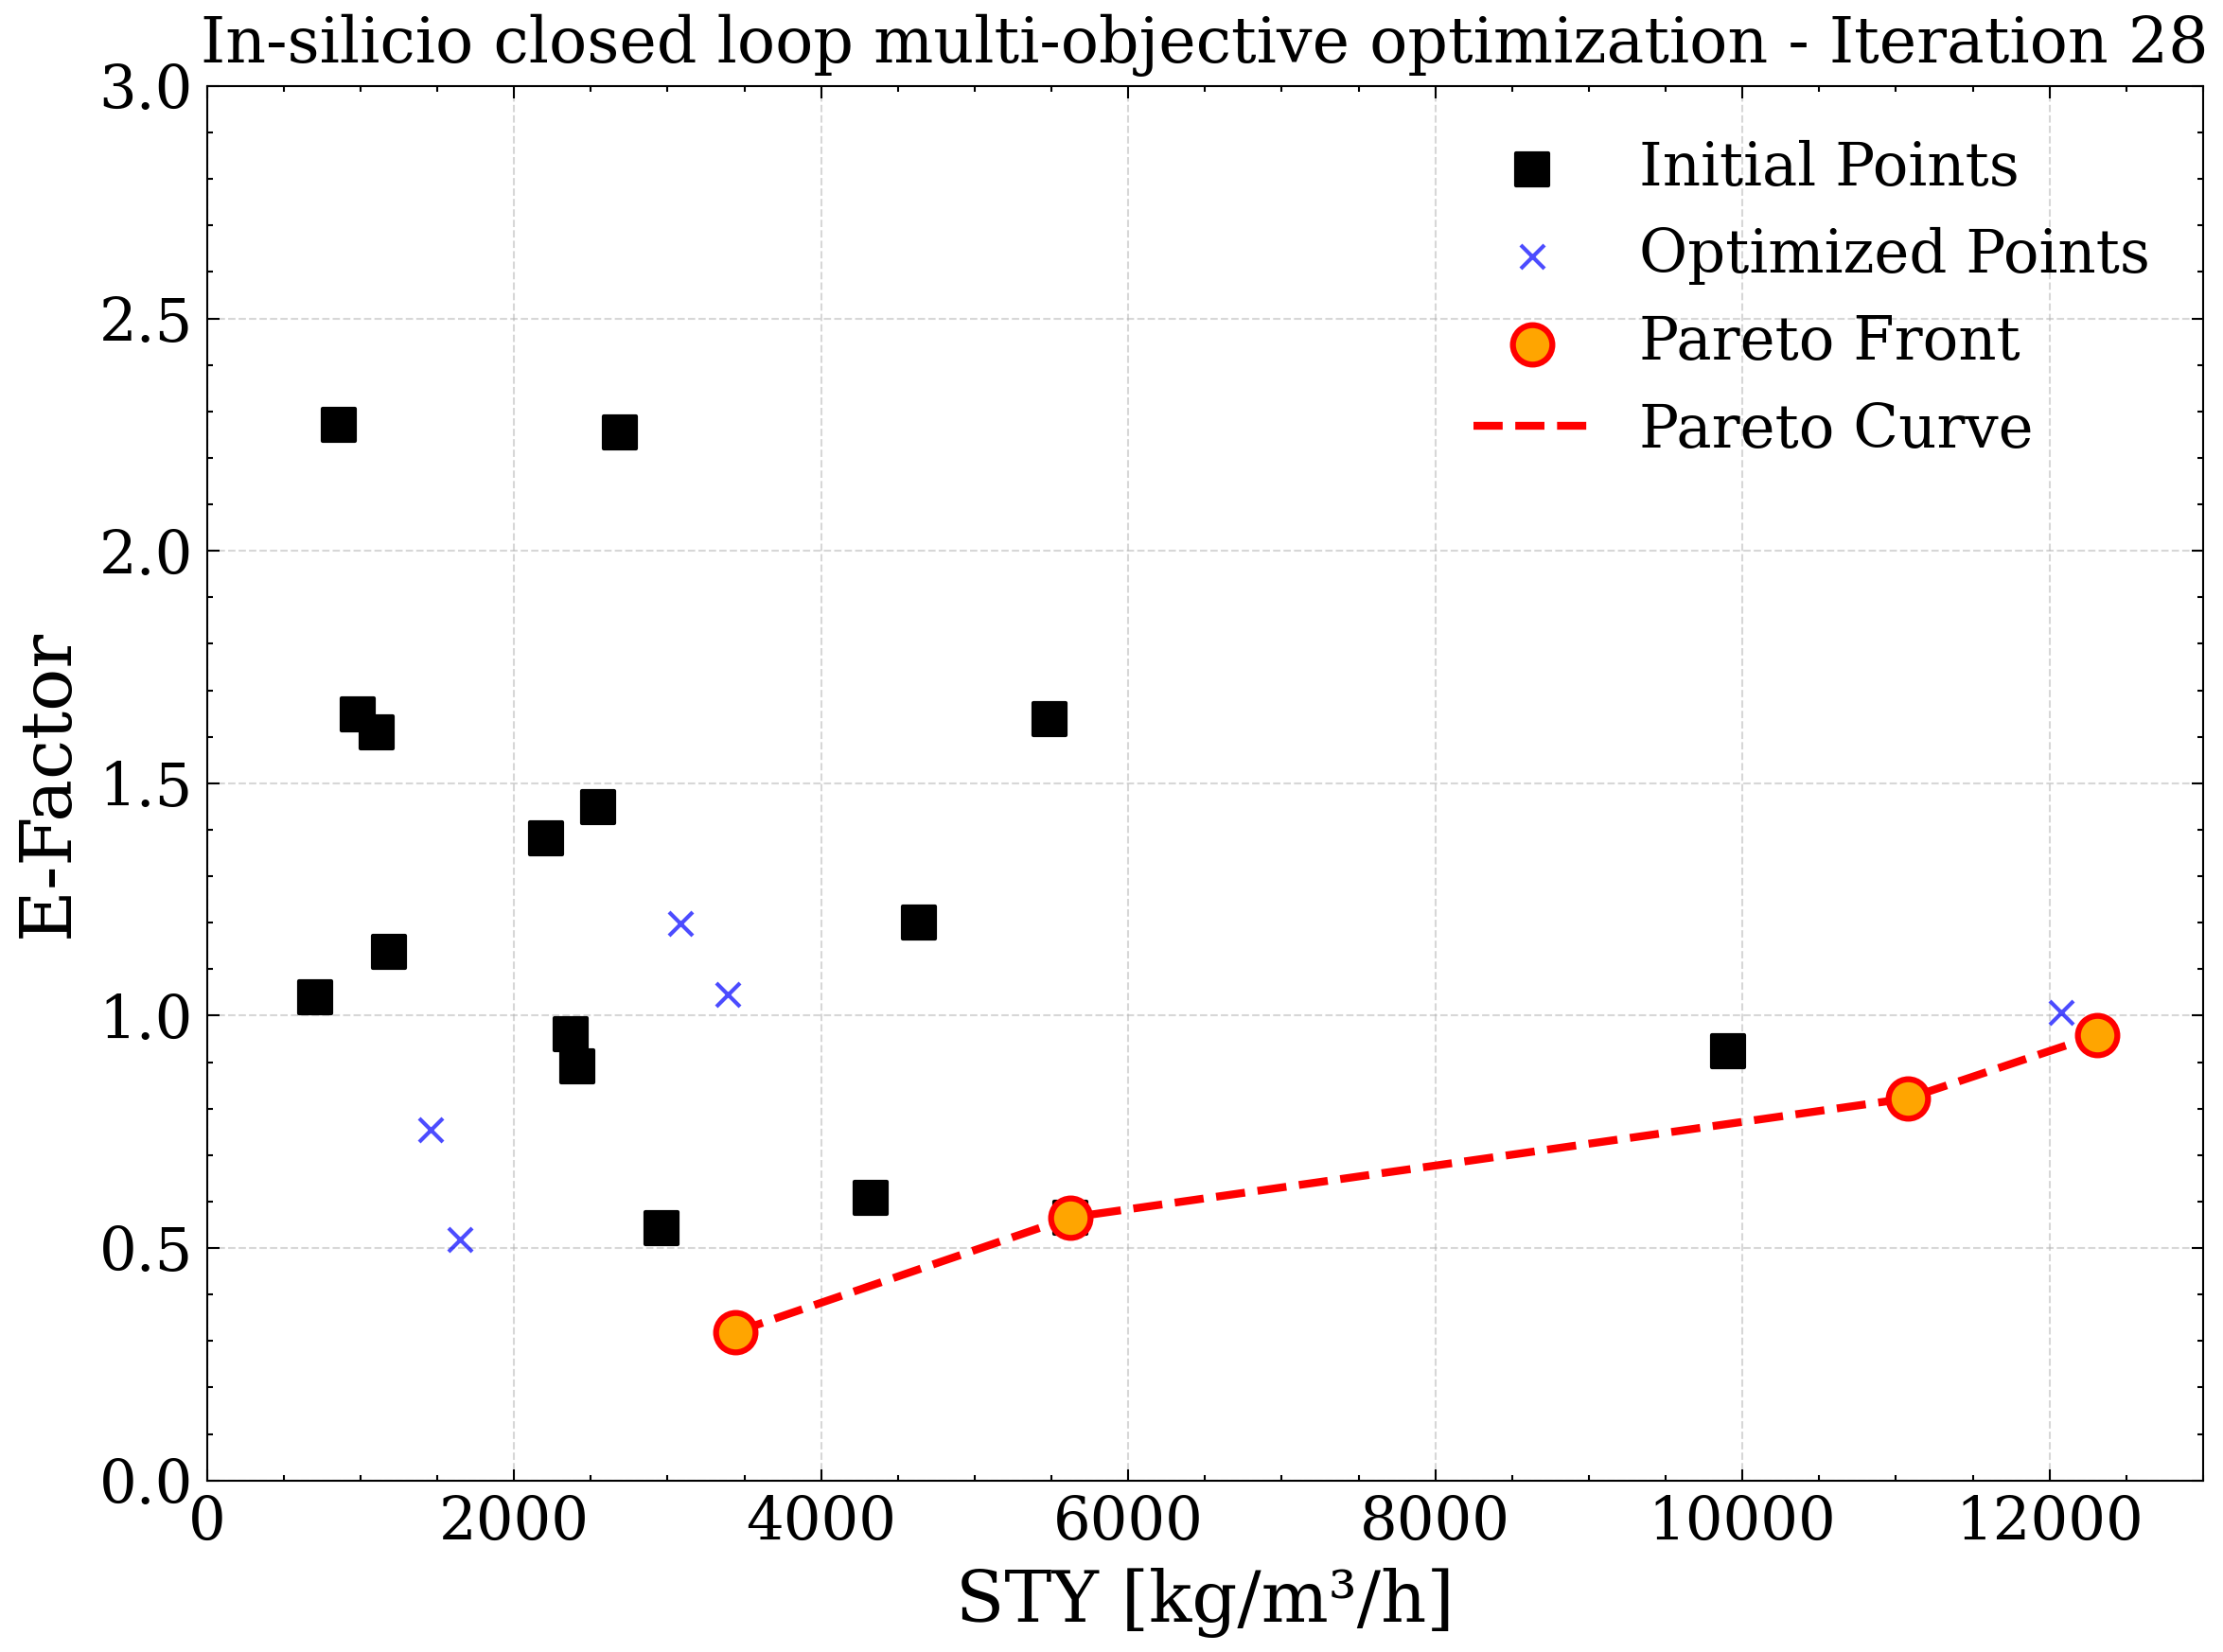 In-silicio closed loop multi-objective optimization - Iteration 28
3.0
2.5
2.0
1.5
1.0
0.5
0.0
E-Factor
Initial Points
Optimized Points
Pareto Front
Pareto Curve
0 2000 4000 6000 8000 10000 12000
STY [kg/m³/h]